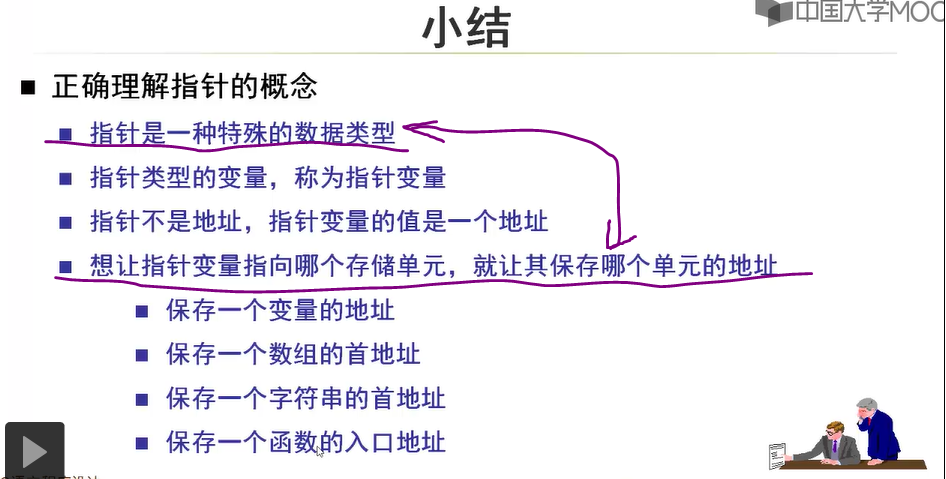 中国大学MOO
小结
正确理解指针的概念
指针是一种特殊的数据类型
指针类型的变量，称为指针变量
指针不是地址，指针变量的值是一个地址
想让指针变量指向哪个存储单元，就让其保存哪个单元的地址
保存一个变量的地址
保存一个数组的首地址
保存一个字符串的首地址
保存一个函数的入口地址